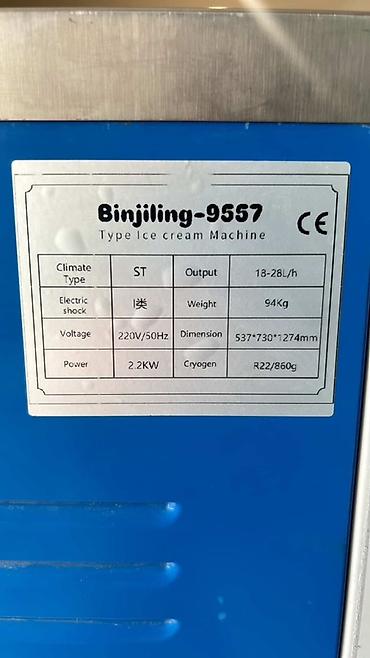 Binjiling-9557
Type Ice cream Machine
CE
Climate Type ST Output 18-28L/h
Electric shock I类 Weight 94Kg
Voltage 220V/50Hz Dimension 537*730*1274mm
Power 2.2KW Cryogen R22/860g